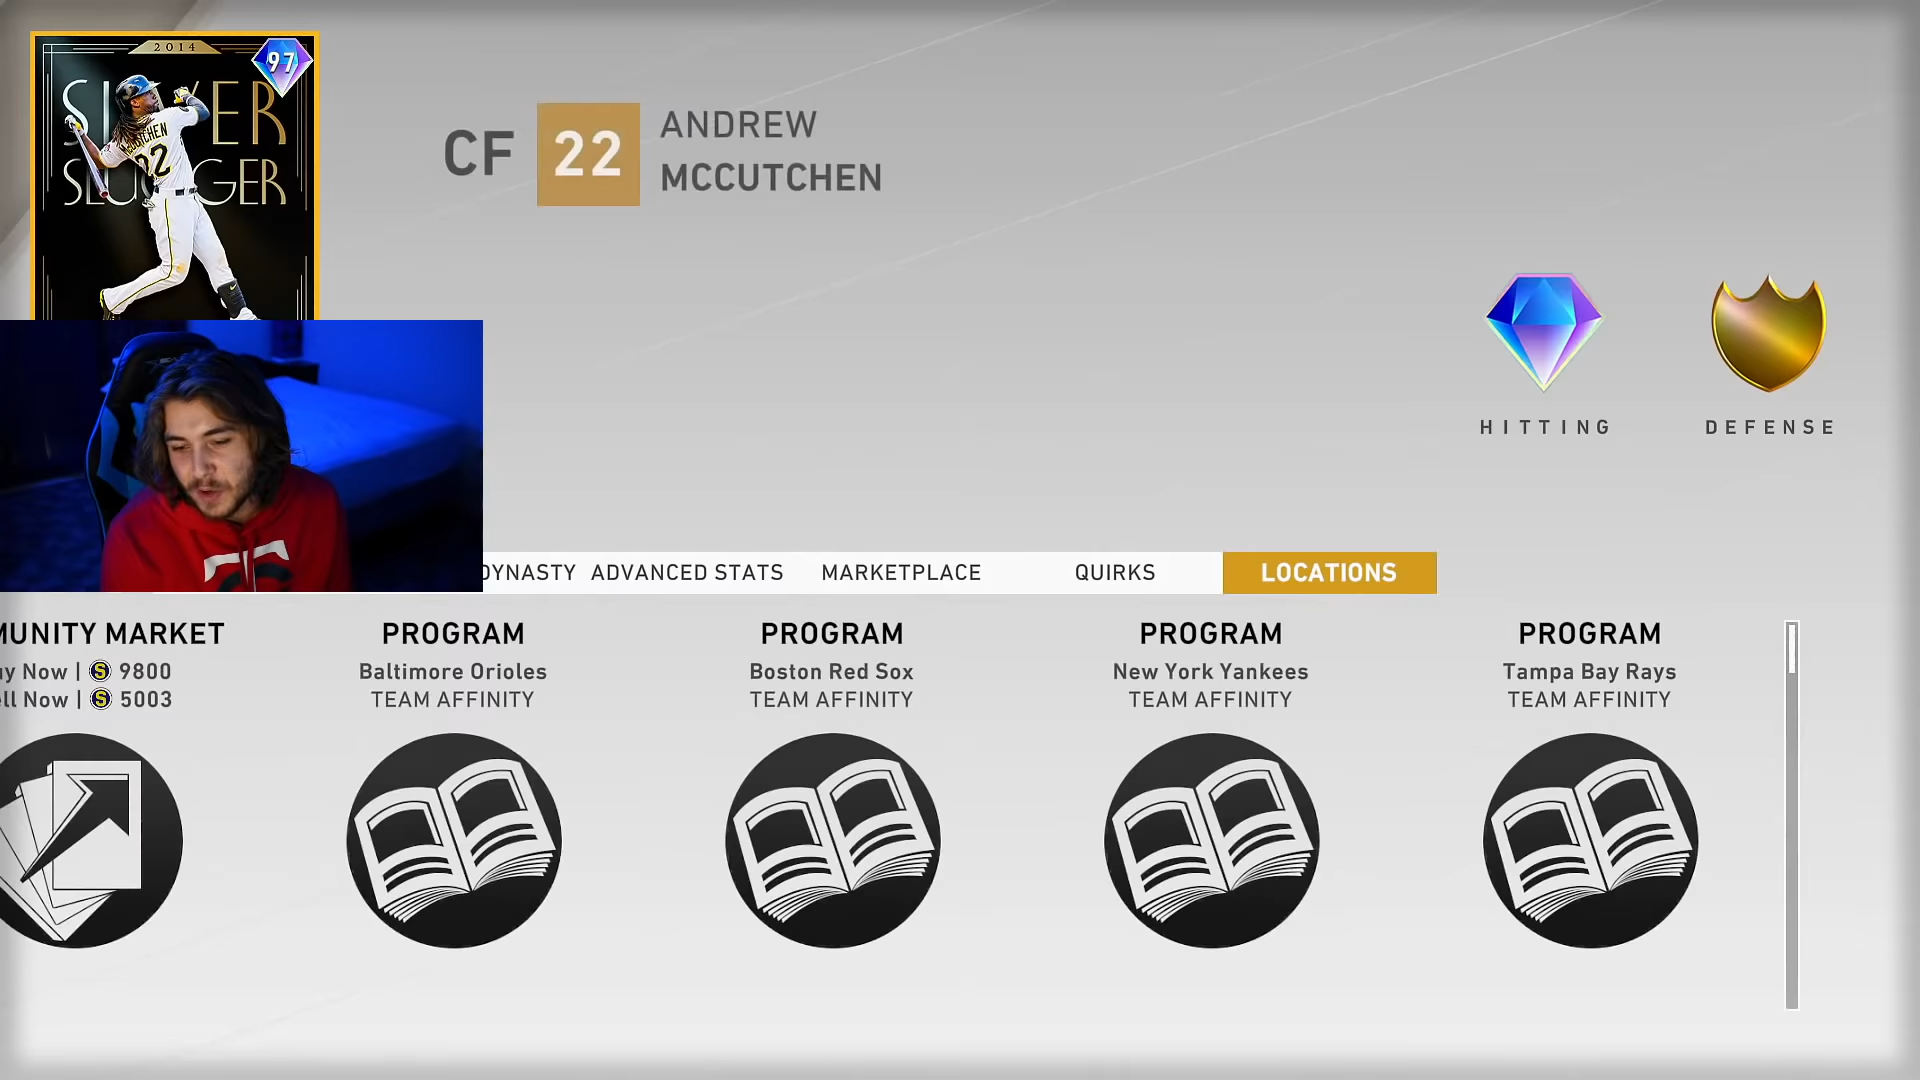 2014
97
SILVER
SLUGGER
MCCUTCHEN
22
CF
22
ANDREW
MCCUTCHEN
HITTING
DEFENSE
DYNASTY
ADVANCED STATS
MARKETPLACE
QUIRKS
LOCATIONS
MUNITY MARKET
ay Now | S 9800
ell Now | S 5003
PROGRAM
Baltimore Orioles
TEAM AFFINITY
PROGRAM
Boston Red Sox
TEAM AFFINITY
PROGRAM
New York Yankees
TEAM AFFINITY
PROGRAM
Tampa Bay Rays
TEAM AFFINITY